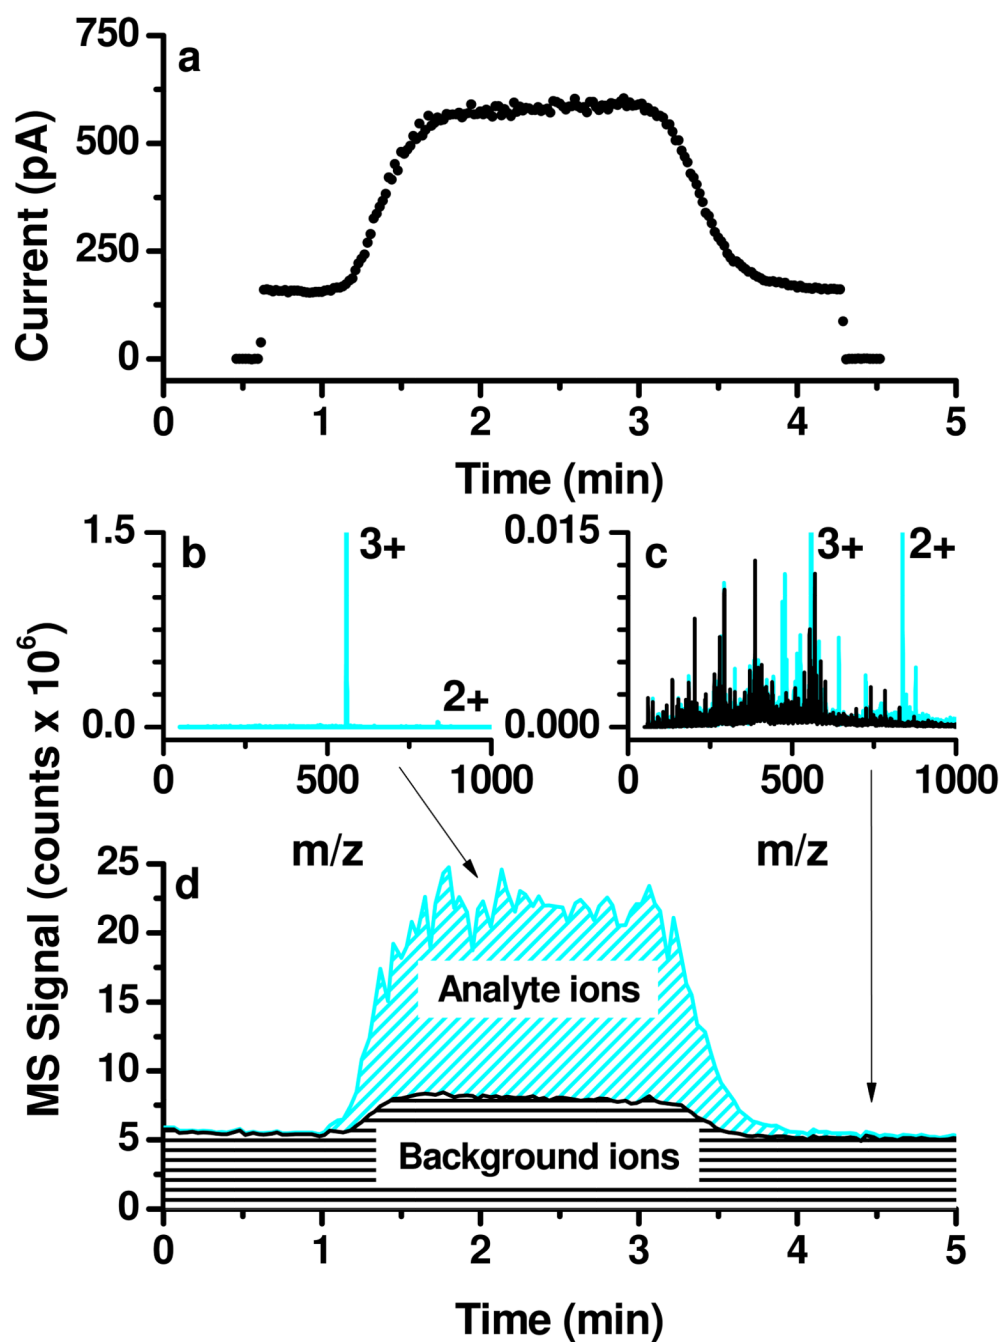 a
Current (pA)
750
500
250
0
0 1 2 3 4 5
Time (min)
MS Signal (counts x 10⁶)
b
1.5
0.0
3+
2+
0 500 1000
m/z
c
0.015
0.000
3+ 2+
0 500 1000
m/z
d
25
20
15
10
5
0
Analyte ions
Background ions
0 1 2 3 4 5
Time (min)